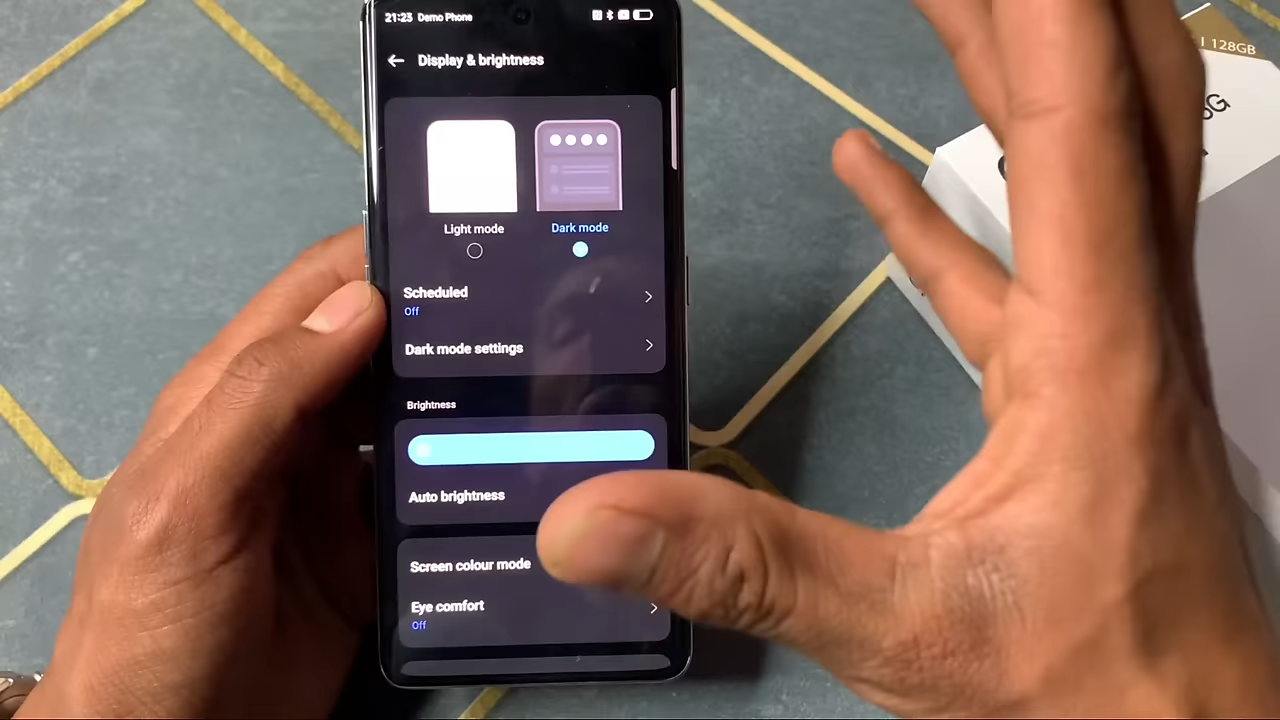 21:23 Demo Phone
Display & brightness
Light mode
Dark mode
Scheduled
Off
Dark mode settings
Brightness
Auto brightness
Screen colour mode
Eye comfort
Off
128GB
5G